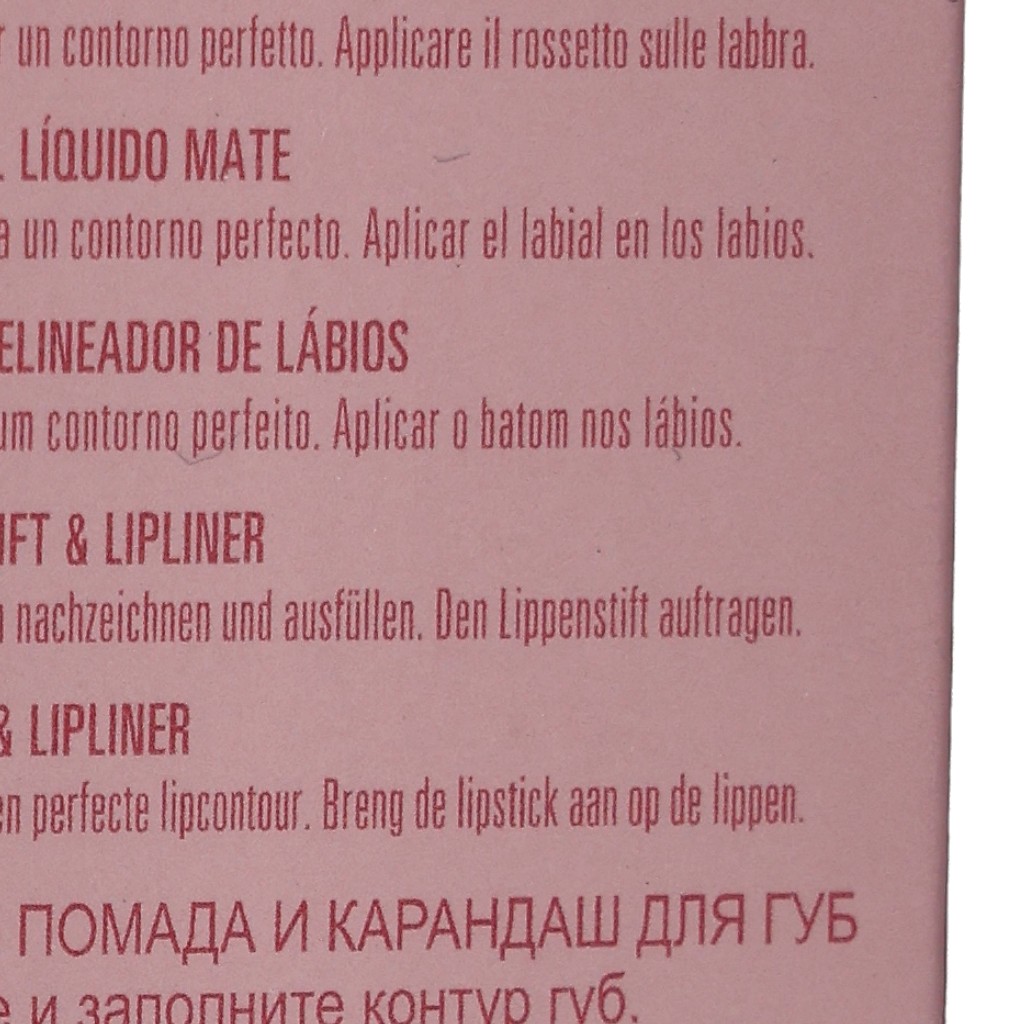 un contorno perfetto. Applicare il rossetto sulle labbra.
LÍQUIDO MATE
un contorno perfecto. Aplicar el labial en los labios.
ELINEADOR DE LÁBIOS
um contorno perfeito. Aplicar o batom nos lábios.
IFT & LIPLINER
nachzeichnen und ausfüllen. Den Lippenstift auftragen.
& LIPLINER
en perfecte lipcontour. Breng de lipstick aan op de lippen.
ПОМАДА И КАРАНДАШ ДЛЯ ГУБ
е и заполните контур губ.